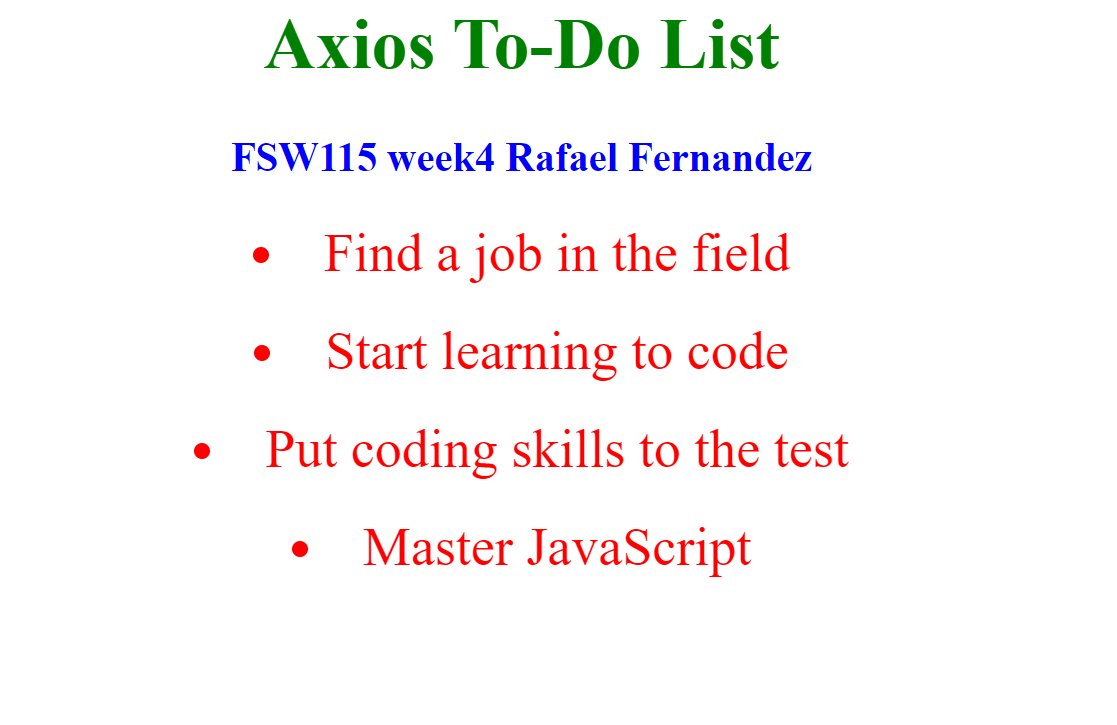 Axios To-Do List
FSW115 week4 Rafael Fernandez
• Find a job in the field
• Start learning to code
• Put coding skills to the test
• Master JavaScript